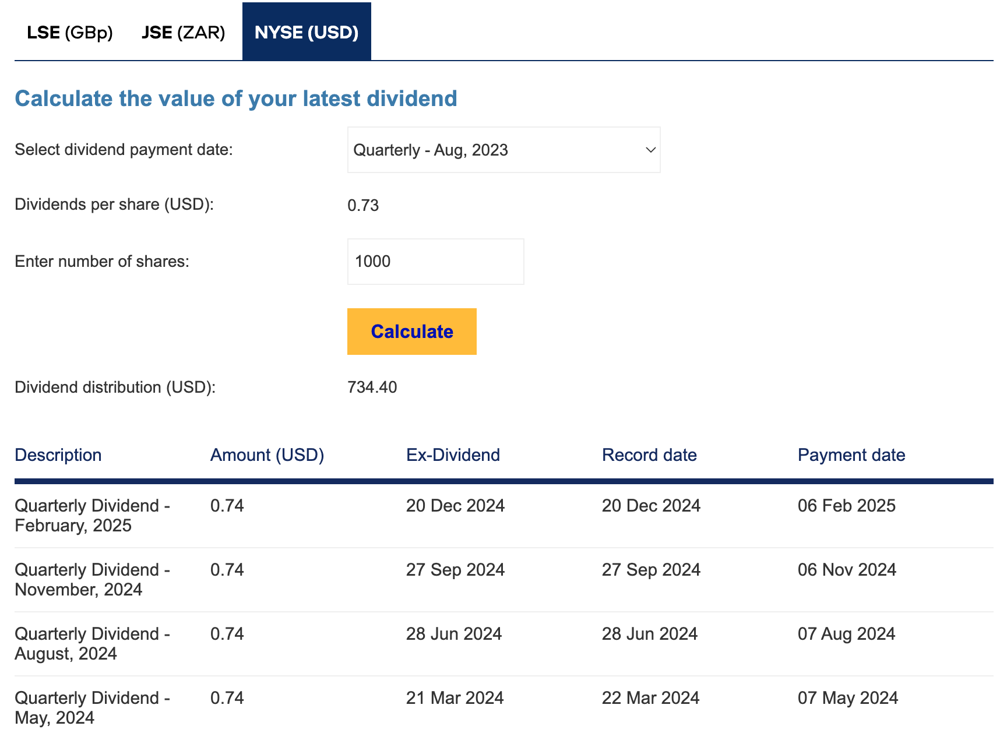 LSE (GBp) JSE (ZAR) NYSE (USD)
Calculate the value of your latest dividend
Select dividend payment date: Quarterly - Aug, 2023
Dividends per share (USD): 0.73
Enter number of shares: 1000
Calculate
Dividend distribution (USD): 734.40
Description Amount (USD) Ex-Dividend Record date Payment date
Quarterly Dividend - 0.74 20 Dec 2024 20 Dec 2024 06 Feb 2025
February, 2025
Quarterly Dividend - 0.74 27 Sep 2024 27 Sep 2024 06 Nov 2024
November, 2024
Quarterly Dividend - 0.74 28 Jun 2024 28 Jun 2024 07 Aug 2024
August, 2024
Quarterly Dividend - 0.74 21 Mar 2024 22 Mar 2024 07 May 2024
May, 2024